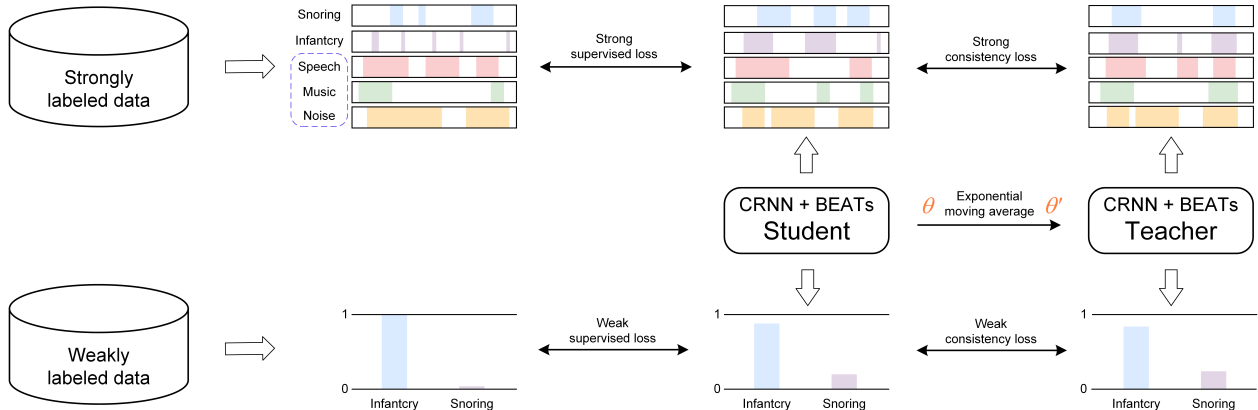 Strongly
labeled data
Snoring
Infantcry
Speech
Music
Noise
Strong
supervised loss
Strong
consistency loss
CRNN + BEATs
Student
θ Exponential
moving average θ'
CRNN + BEATs
Teacher
Weakly
labeled data
1
0
Infantcry Snoring
Weak
supervised loss
1
0
Infantcry Snoring
Weak
consistency loss
1
0
Infantcry Snoring